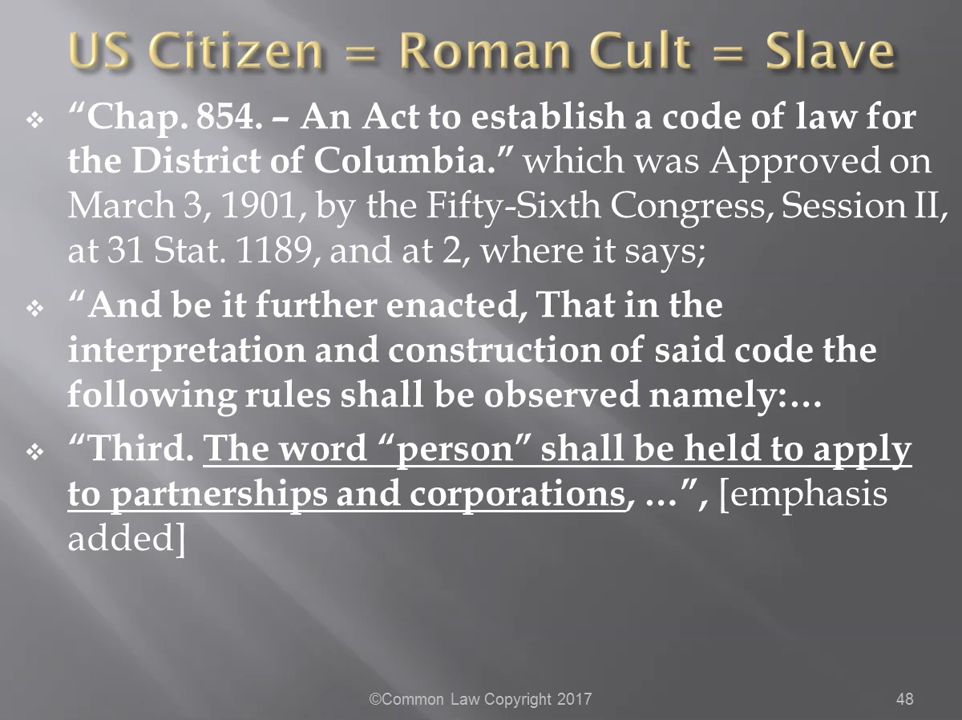 US Citizen = Roman Cult = Slave
❖ “Chap. 854. – An Act to establish a code of law for
the District of Columbia.” which was Approved on
March 3, 1901, by the Fifty-Sixth Congress, Session II,
at 31 Stat. 1189, and at 2, where it says;
❖ “And be it further enacted, That in the
interpretation and construction of said code the
following rules shall be observed namely:…
❖ “Third. The word “person” shall be held to apply
to partnerships and corporations, …”, [emphasis
added]
©Common Law Copyright 2017
48